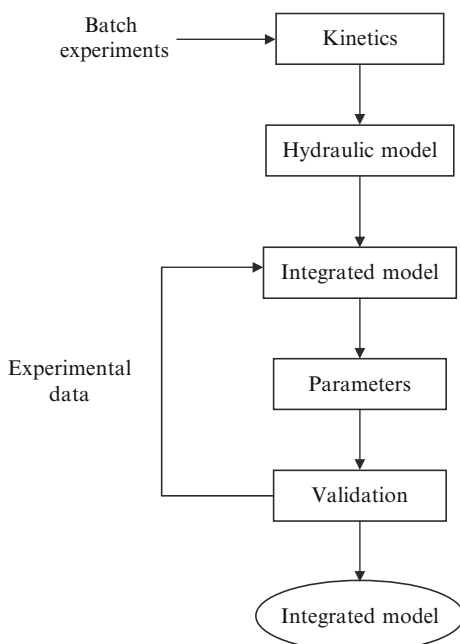 Batch
experiments
Kinetics
Hydraulic model
Integrated model
Experimental
data
Parameters
Validation
Integrated model